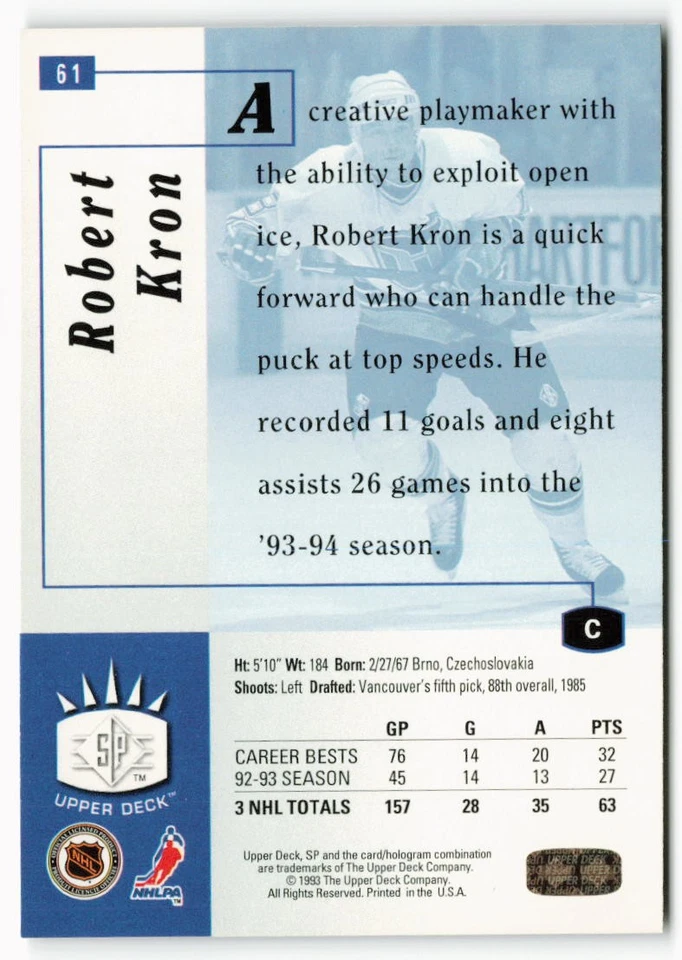 61
A creative playmaker with
the ability to exploit open
ice, Robert Kron is a quick
forward who can handle the
puck at top speeds. He
recorded 11 goals and eight
assists 26 games into the
'93-94 season.
Robert
Kron
C
Ht: 5'10" Wt: 184 Born: 2/27/67 Brno, Czechoslovakia
Shoots: Left Drafted: Vancouver's fifth pick, 88th overall, 1985
GP G A PTS
CAREER BESTS 76 14 20 32
92-93 SEASON 45 14 13 27
3 NHL TOTALS 157 28 35 63
SP TM
UPPER DECK™
NHL
NHLPA
Upper Deck, SP and the card/hologram combination
are trademarks of The Upper Deck Company.
© 1993 The Upper Deck Company.
All Rights Reserved. Printed in the U.S.A.
UPPER DECK
HARTFOR